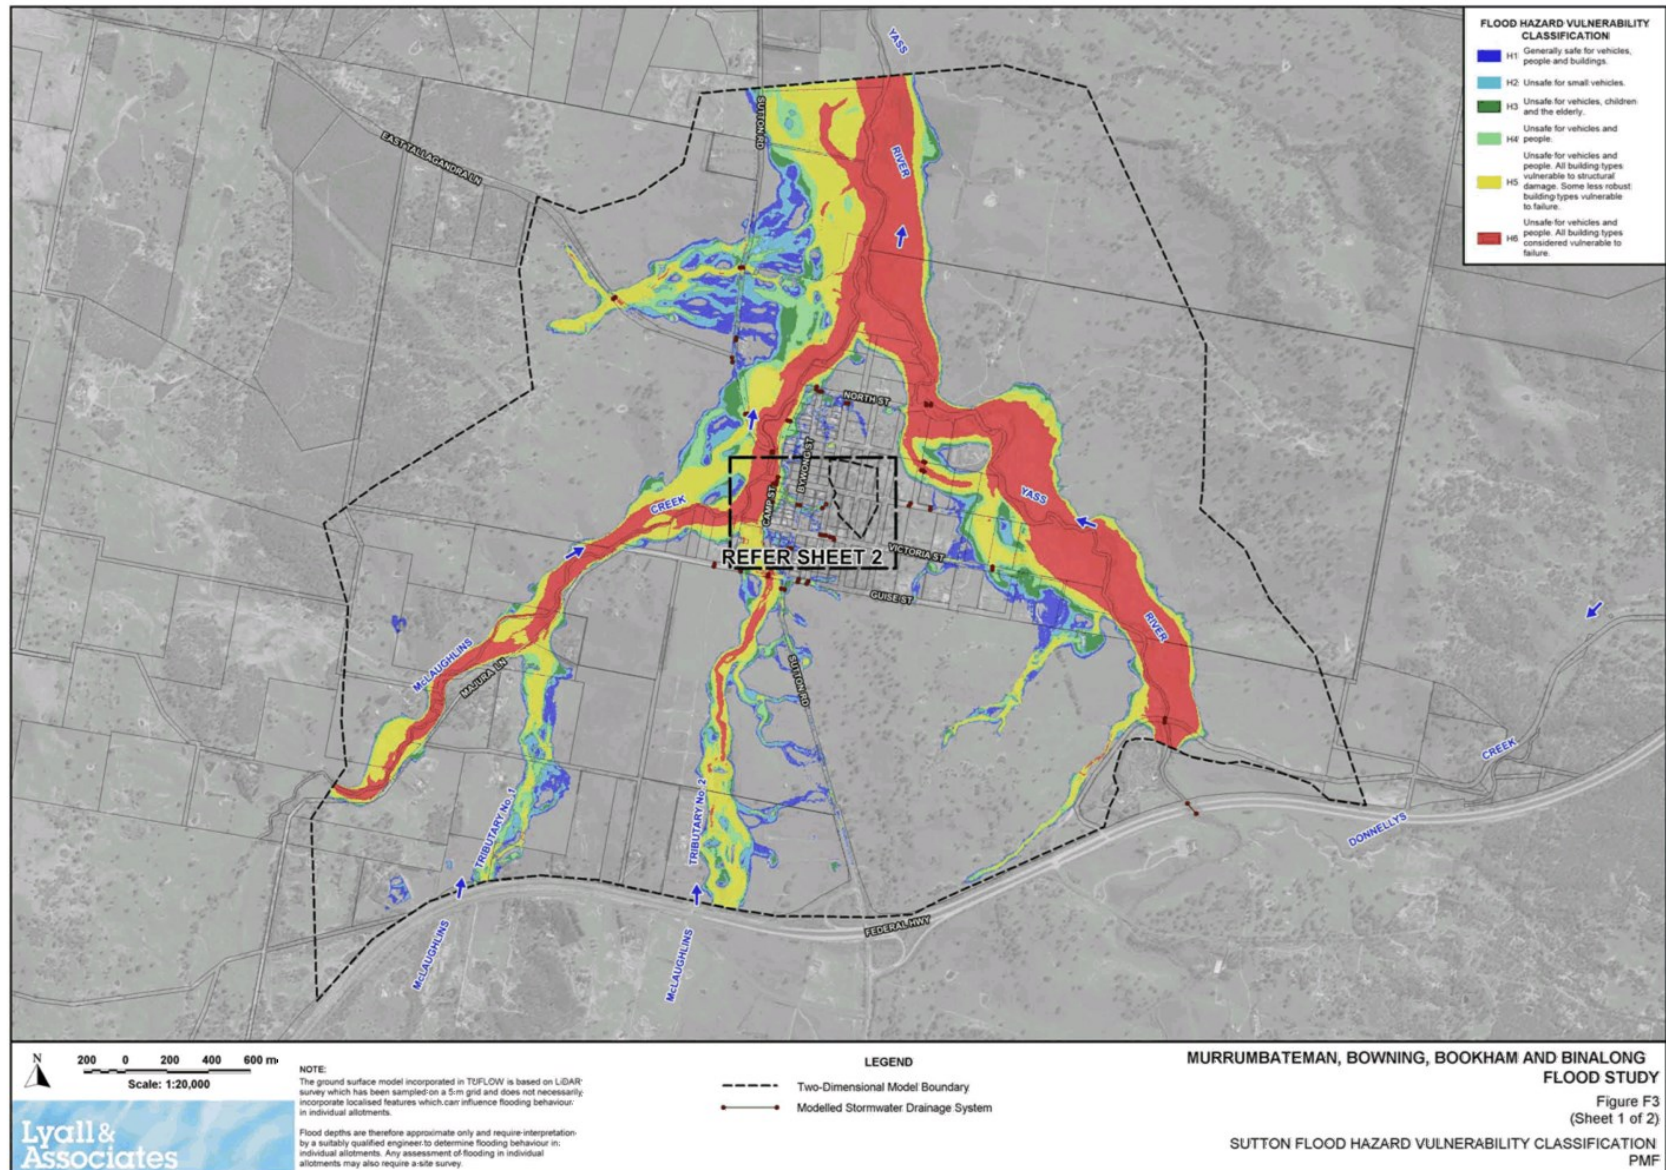 FLOOD HAZARD VULNERABILITY
CLASSIFICATION
H1 Generally safe for vehicles,
people and buildings.
H2 Unsafe for small vehicles.
H3 Unsafe for vehicles, children
and the elderly.
H4 Unsafe for vehicles and
people.
H5 Unsafe for vehicles and
people. All building types
vulnerable to structural
damage. Some less robust
building types vulnerable
to failure.
H6 Unsafe for vehicles and
people. All building types
considered vulnerable to
failure.
YASS
SUTTON RD
EAST TALLAGANDRA LN
RIVER
NORTH ST
BYWONG ST
CAMP ST
CREEK
YASS
REFER SHEET 2
VICTORIA ST
GUISE ST
RIVER
McLAUGHLINS
MAJURA LN
SUTTON RD
CREEK
TRIBUTARY No. 1
TRIBUTARY No. 2
DONNELLYS
FEDERAL HWY
McLAUGHLINS
McLAUGHLINS
N
200 0 200 400 600 m
Scale: 1:20,000
Lyall &
Associates
NOTE:
The ground surface model incorporated in TUFLOW is based on LiDAR
survey which has been sampled on a 5m grid and does not necessarily
incorporate localised features which can influence flooding behaviour
in individual allotments.
Flood depths are therefore approximate only and require interpretation
by a suitably qualified engineer to determine flooding behaviour in
individual allotments. Any assessment of flooding in individual
allotments may also require a site survey.
LEGEND
Two-Dimensional Model Boundary
Modelled Stormwater Drainage System
MURRUMBATEMAN, BOWNING, BOOKHAM AND BINALONG
FLOOD STUDY
Figure F3
(Sheet 1 of 2)
SUTTON FLOOD HAZARD VULNERABILITY CLASSIFICATION
PMF